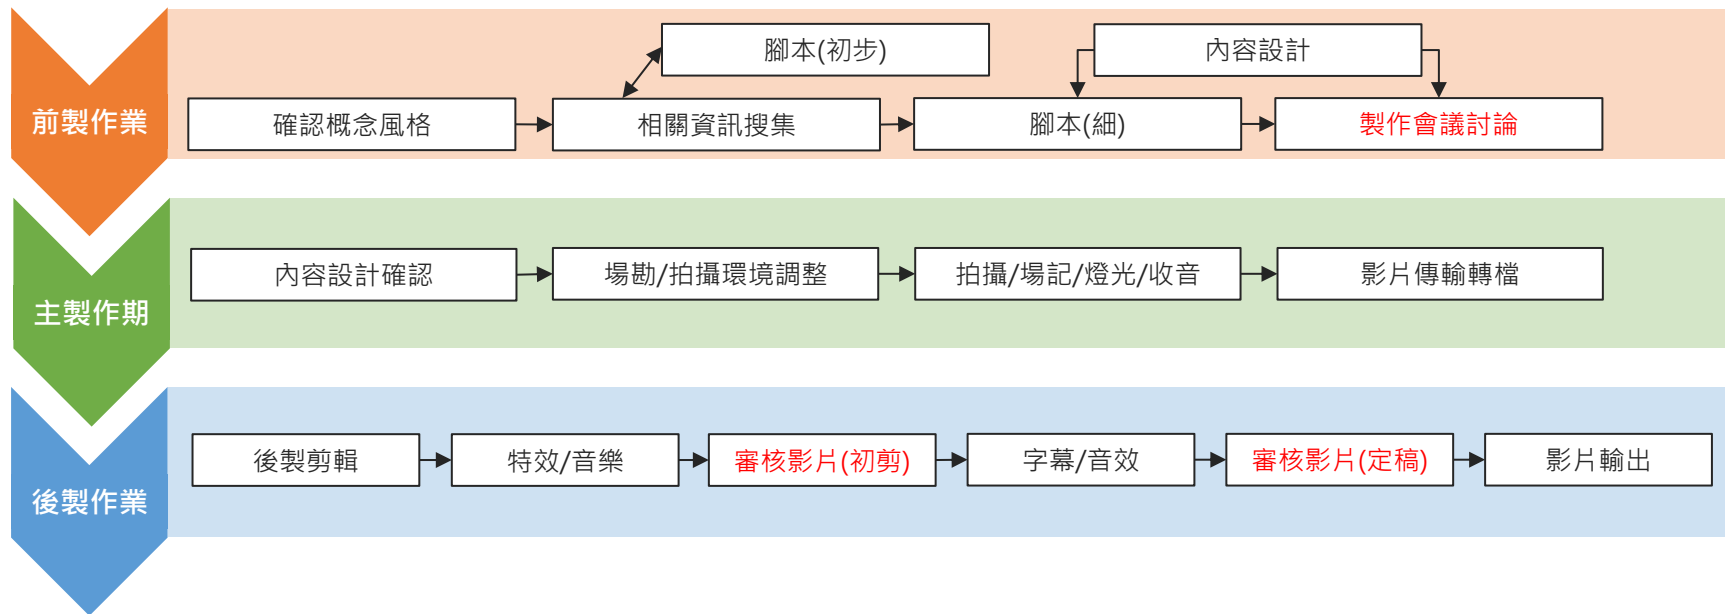 腳本(初步)
內容設計
前製作業
確認概念風格
相關資訊搜集
腳本(細)
製作會議討論
主製作期
內容設計確認
場勘/拍攝環境調整
拍攝/場記/燈光/收音
影片傳輸轉檔
後製作業
後製剪輯
特效/音樂
審核影片(初剪)
字幕/音效
審核影片(定稿)
影片輸出